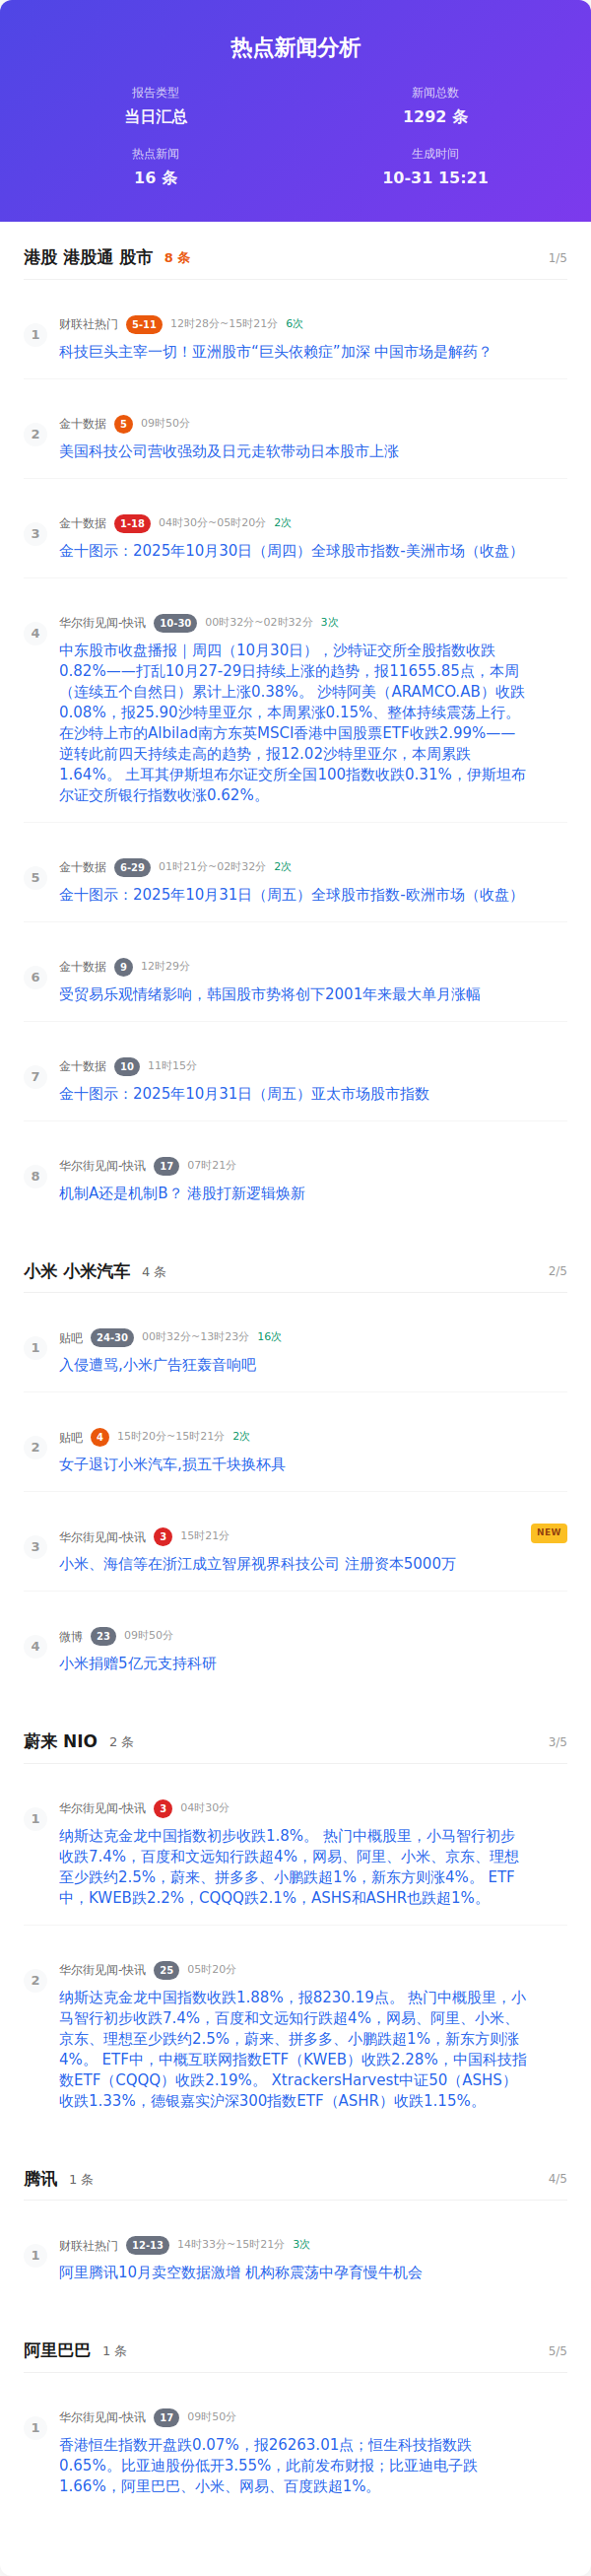 热点新闻分析
报告类型
新闻总数
当日汇总
1292 条
热点新闻
生成时间
16 条
10-31 15:21
港股 港股通 股市 8 条 1/5
1
财联社热门 5-11 12时28分~15时21分 6次
科技巨头主宰一切！亚洲股市“巨头依赖症”加深 中国市场是解药？
2
金十数据 5 09时50分
美国科技公司营收强劲及日元走软带动日本股市上涨
3
金十数据 1-18 04时30分~05时20分 2次
金十图示：2025年10月30日（周四）全球股市指数-美洲市场（收盘）
4
华尔街见闻-快讯 10-30 00时32分~02时32分 3次
中东股市收盘播报｜周四（10月30日），沙特证交所全股指数收跌
0.82%——打乱10月27-29日持续上涨的趋势，报11655.85点，本周
（连续五个自然日）累计上涨0.38%。 沙特阿美（ARAMCO.AB）收跌
0.08%，报25.90沙特里亚尔，本周累涨0.15%、整体持续震荡上行。
在沙特上市的Albilad南方东英MSCI香港中国股票ETF收跌2.99%——
逆转此前四天持续走高的趋势，报12.02沙特里亚尔，本周累跌
1.64%。 土耳其伊斯坦布尔证交所全国100指数收跌0.31%，伊斯坦布
尔证交所银行指数收涨0.62%。
5
金十数据 6-29 01时21分~02时32分 2次
金十图示：2025年10月31日（周五）全球股市指数-欧洲市场（收盘）
6
金十数据 9 12时29分
受贸易乐观情绪影响，韩国股市势将创下2001年来最大单月涨幅
7
金十数据 10 11时15分
金十图示：2025年10月31日（周五）亚太市场股市指数
8
华尔街见闻-快讯 17 07时21分
机制A还是机制B？ 港股打新逻辑焕新
小米 小米汽车 4 条 2/5
1
贴吧 24-30 00时32分~13时23分 16次
入侵遭骂,小米广告狂轰音响吧
2
贴吧 4 15时20分~15时21分 2次
女子退订小米汽车,损五千块换杯具
3
华尔街见闻-快讯 3 15时21分 NEW
小米、海信等在浙江成立智屏视界科技公司 注册资本5000万
4
微博 23 09时50分
小米捐赠5亿元支持科研
蔚来 NIO 2 条 3/5
1
华尔街见闻-快讯 3 04时30分
纳斯达克金龙中国指数初步收跌1.8%。 热门中概股里，小马智行初步
收跌7.4%，百度和文远知行跌超4%，网易、阿里、小米、京东、理想
至少跌约2.5%，蔚来、拼多多、小鹏跌超1%，新东方则涨4%。 ETF
中，KWEB跌2.2%，CQQQ跌2.1%，ASHS和ASHR也跌超1%。
2
华尔街见闻-快讯 25 05时20分
纳斯达克金龙中国指数收跌1.88%，报8230.19点。 热门中概股里，小
马智行初步收跌7.4%，百度和文远知行跌超4%，网易、阿里、小米、
京东、理想至少跌约2.5%，蔚来、拼多多、小鹏跌超1%，新东方则涨
4%。 ETF中，中概互联网指数ETF（KWEB）收跌2.28%，中国科技指
数ETF（CQQQ）收跌2.19%。 XtrackersHarvest中证50（ASHS）
收跌1.33%，德银嘉实沪深300指数ETF（ASHR）收跌1.15%。
腾讯 1 条 4/5
1
财联社热门 12-13 14时33分~15时21分 3次
阿里腾讯10月卖空数据激增 机构称震荡中孕育慢牛机会
阿里巴巴 1 条 5/5
1
华尔街见闻-快讯 17 09时50分
香港恒生指数开盘跌0.07%，报26263.01点；恒生科技指数跌
0.65%。比亚迪股份低开3.55%，此前发布财报；比亚迪电子跌
1.66%，阿里巴巴、小米、网易、百度跌超1%。